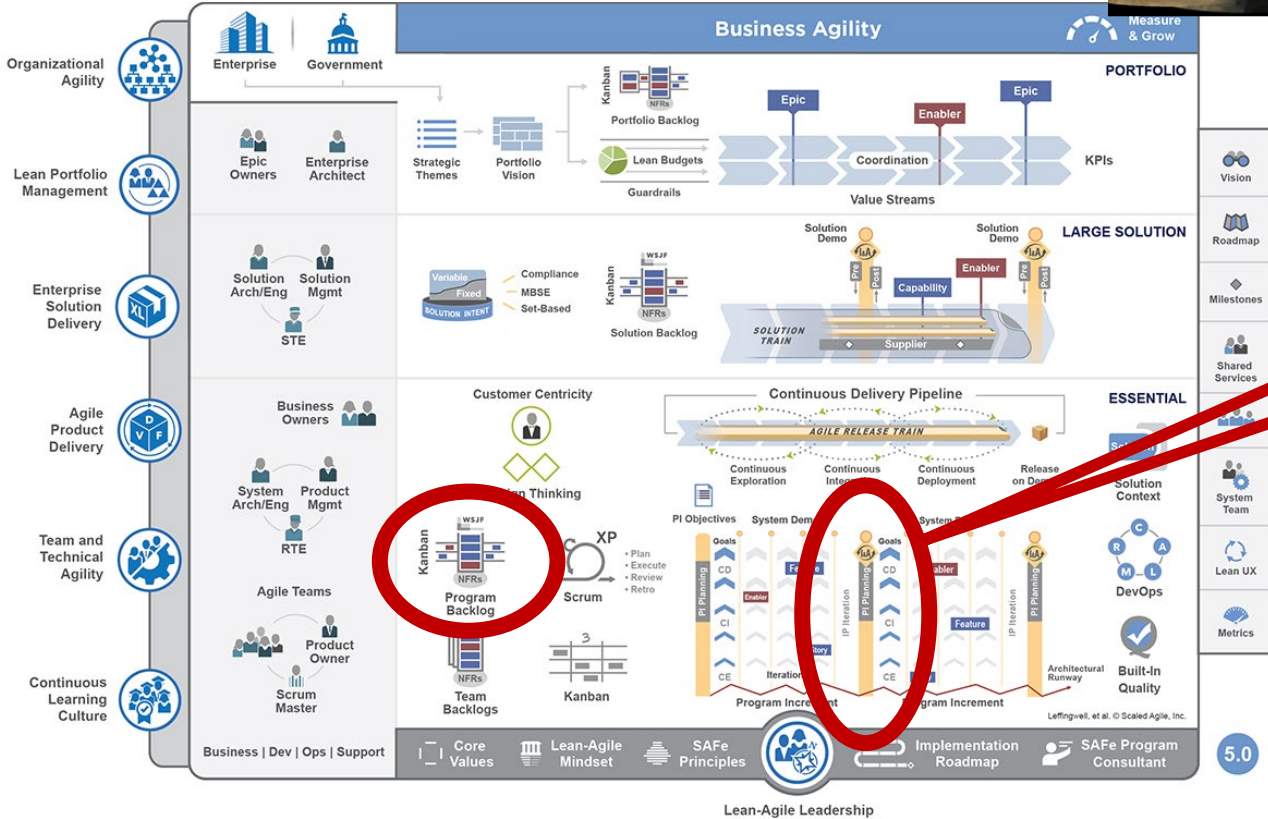 Business Agility
Measure
& Grow
Organizational
Agility
Lean Portfolio
Management
Enterprise
Solution
Delivery
Agile
Product
Delivery
Team and
Technical
Agility
Continuous
Learning
Culture
Enterprise
Government
PORTFOLIO
Epic
Owners
Enterprise
Architect
Strategic
Themes
Portfolio
Vision
Kanban
NFRs
Portfolio Backlog
Lean Budgets
Guardrails
Epic
Enabler
Epic
Coordination
KPIs
Value Streams
LARGE SOLUTION
Solution
Arch/Eng
Solution
Mgmt
STE
Variable
Fixed
SOLUTION INTENT
Compliance
MBSE
Set-Based
Kanban
WSJF
NFRs
Solution Backlog
Solution
Demo
Solution
Demo
I&A
I&A
Pre
Post
Pre
Post
Capability
Enabler
SOLUTION
TRAIN
Supplier
ESSENTIAL
Business
Owners
System
Arch/Eng
Product
Mgmt
RTE
Agile Teams
Product
Owner
Scrum
Master
Business | Dev | Ops | Support
Customer Centricity
Thinking
Kanban
WSJF
NFRs
Program
Backlog
XP
Scrum
• Plan
• Execute
• Review
• Retro
NFRs
Team
Backlogs
3
Kanban
Continuous Delivery Pipeline
AGILE RELEASE TRAIN
Continuous
Exploration
Continuous
Continuous
Deployment
Release
on
PI Objectives
System
PI Planning
Goals
CD
CI
CE
Enabler
Iteration
IP Iteration
I&A
PI Planning
Goals
CD
CI
CE
Feature
IP Iteration
I&A
PI Planning
Architectural
Runway
Program
Increment
Leffingwell, et al. © Scaled Agile, Inc.
Solution
Context
C
A
L
M
R
DevOps
Built-In
Quality
Core
Values
Lean-Agile
Mindset
SAFe
Principles
Implementation
Roadmap
SAFe Program
Consultant
Lean-Agile Leadership
Vision
Roadmap
Milestones
Shared
Services
System
Team
Lean UX
Metrics
5.0
XL
D
V
F
N